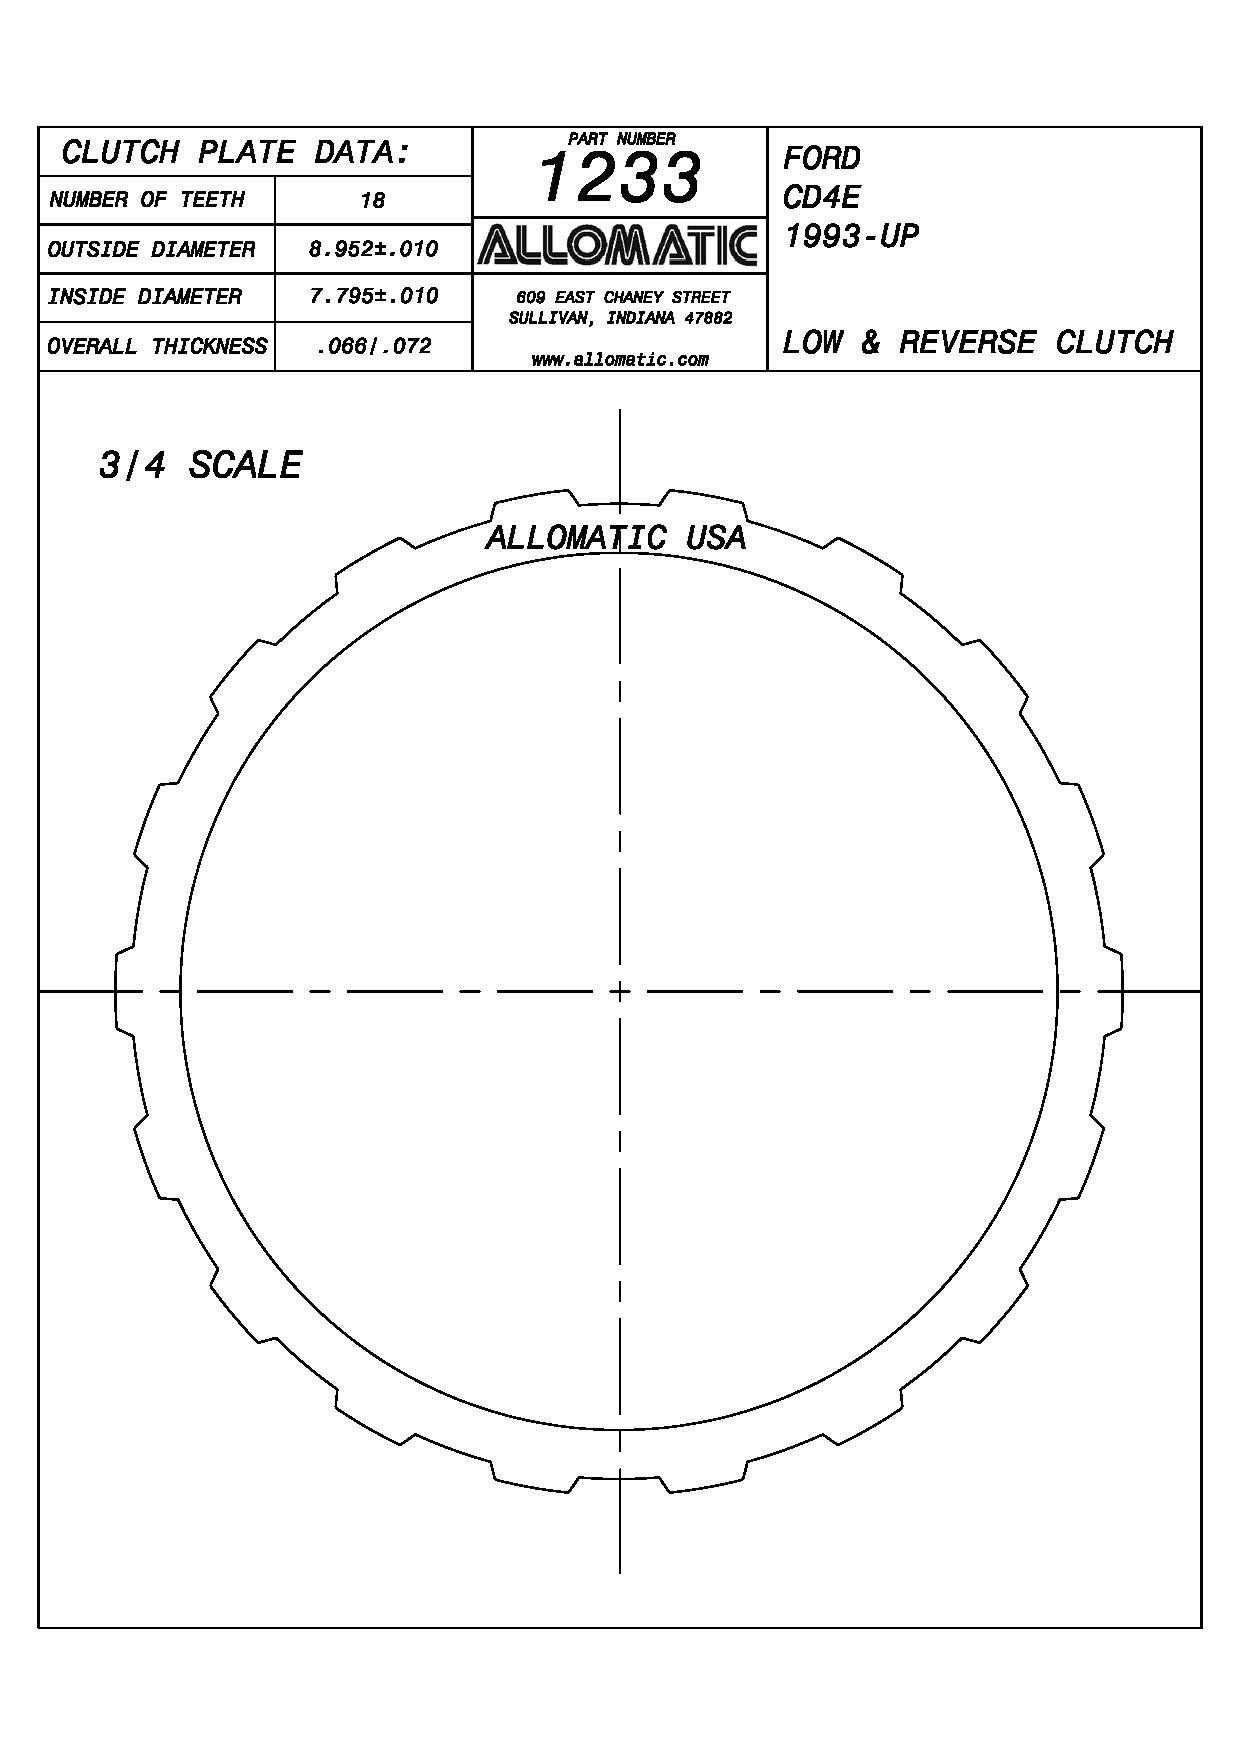 CLUTCH PLATE DATA:
NUMBER OF TEETH 18
OUTSIDE DIAMETER 8.952±.010
INSIDE DIAMETER 7.795±.010
OVERALL THICKNESS .066/.072
PART NUMBER
1233
ALLOMATIC
609 EAST CHANEY STREET
SULLIVAN, INDIANA 47882
www.allomatic.com
FORD
CD4E
1993-UP
LOW & REVERSE CLUTCH
3/4 SCALE
ALLOMATIC USA